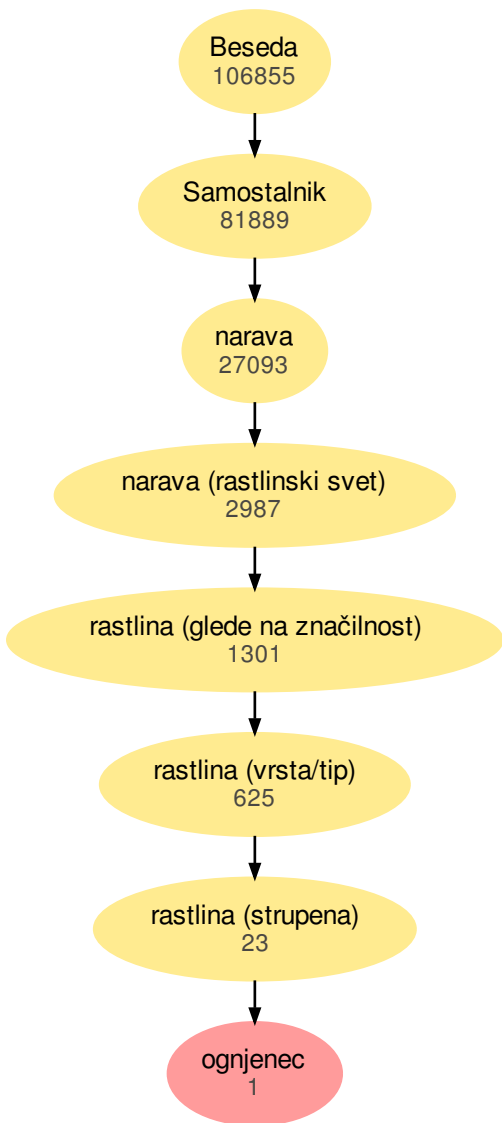 Beseda
106855
Samostalnik
81889
narava
27093
narava (rastlinski svet)
2987
rastlina (glede na značilnost)
1301
rastlina (vrsta/tip)
625
rastlina (strupena)
23
ognjenec
1